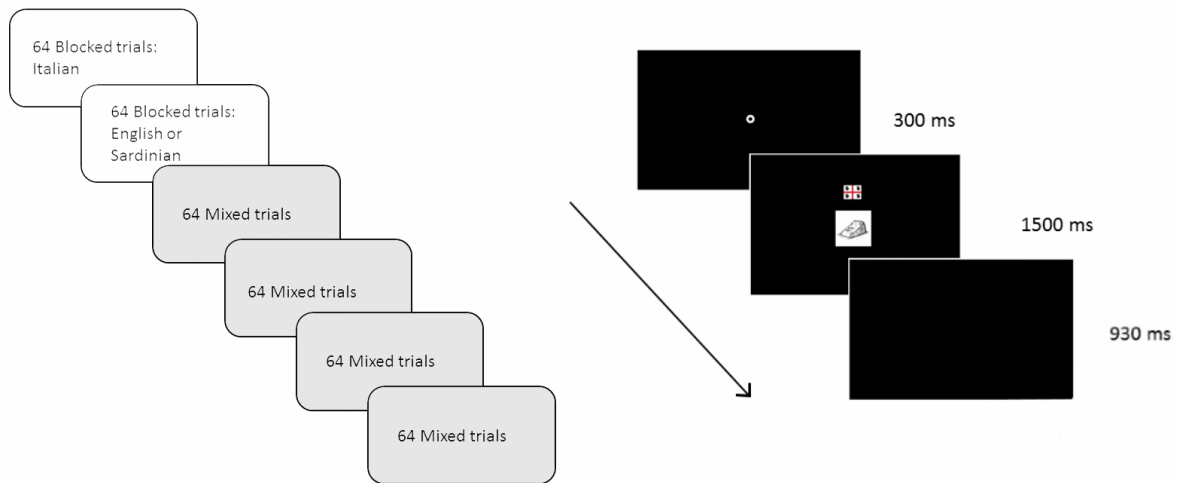 64 Blocked trials:
Italian
64 Blocked trials:
English or
Sardinian
64 Mixed trials
64 Mixed trials
64 Mixed trials
64 Mixed trials
300 ms
1500 ms
930 ms